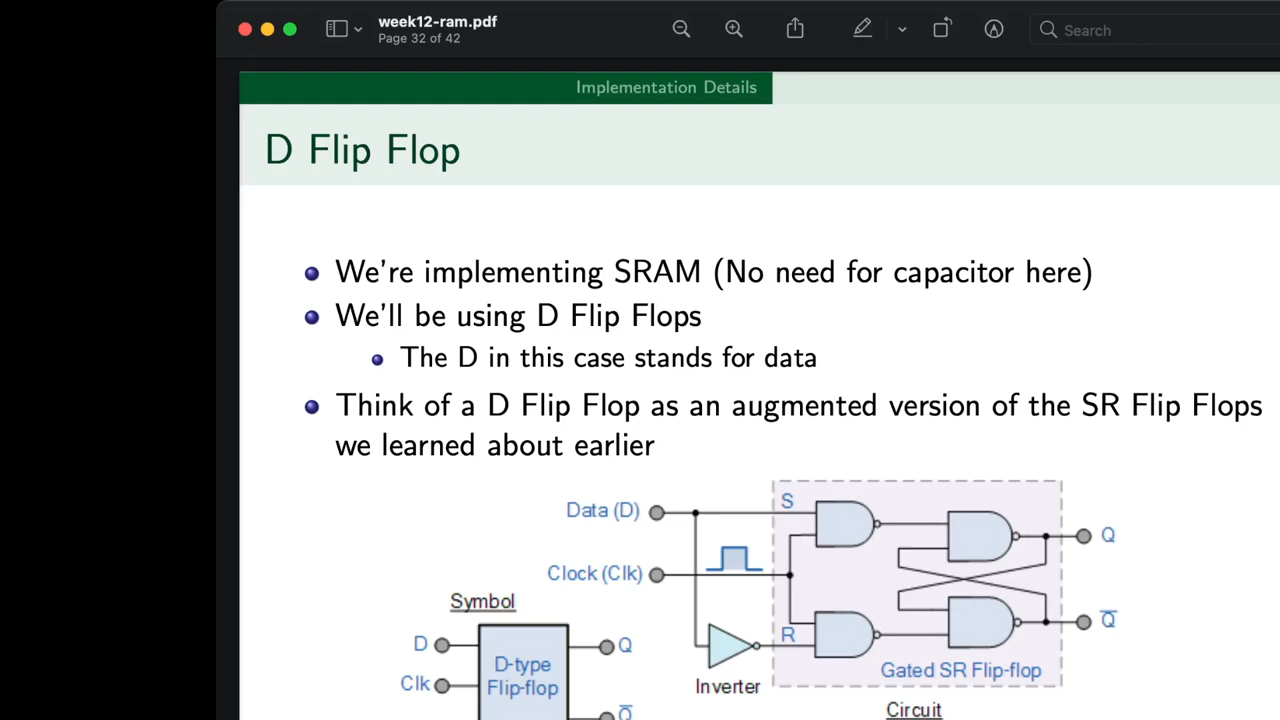 week12-ram.pdf
Page 32 of 42
Search
Implementation Details
D Flip Flop
We're implementing SRAM (No need for capacitor here)
We'll be using D Flip Flops
The D in this case stands for data
Think of a D Flip Flop as an augmented version of the SR Flip Flops
we learned about earlier
Data (D)
S
Q
Clock (Clk)
Symbol
Q̅
D
Q
R
D-type
Flip-flop
Clk
Gated SR Flip-flop
Inverter
Q̅
Circuit